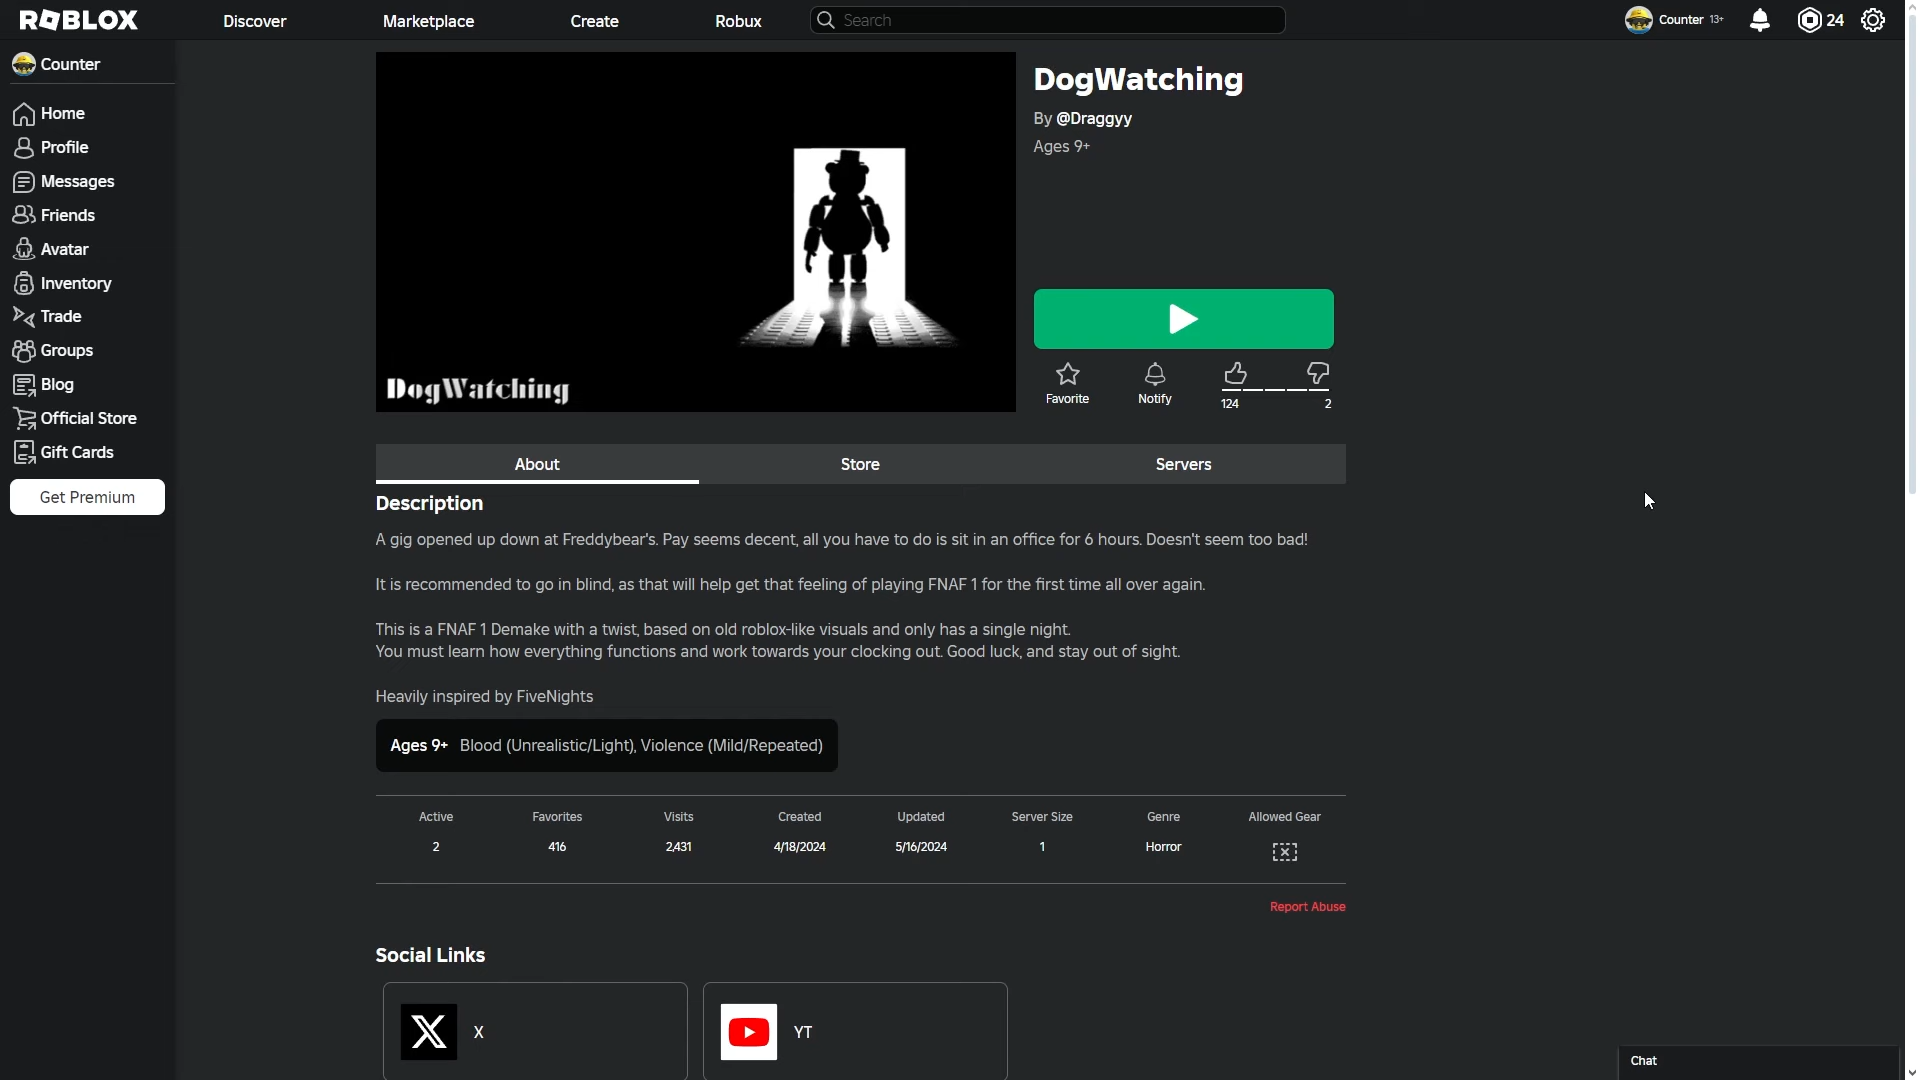 ROBLOX
Discover
Marketplace
Create
Robux
Search
Counter 13+
24
Counter
Home
Profile
Messages
Friends
Avatar
Inventory
Trade
Groups
Blog
Official Store
Gift Cards
Get Premium
DogWatching
DogWatching
By @Draggyy
Ages 9+
Favorite
Notify
124
2
About
Store
Servers
Description
A gig opened up down at Freddybear's. Pay seems decent, all you have to do is sit in an office for 6 hours. Doesn't seem too bad!
It is recommended to go in blind, as that will help get that feeling of playing FNAF 1 for the first time all over again.
This is a FNAF 1 Demake with a twist, based on old roblox-like visuals and only has a single night.
You must learn how everything functions and work towards your clocking out. Good luck, and stay out of sight.
Heavily inspired by FiveNights
Ages 9+ Blood (Unrealistic/Light), Violence (Mild/Repeated)
Active
Favorites
Visits
Created
Updated
Server Size
Genre
Allowed Gear
2
416
2,431
4/18/2024
5/16/2024
1
Horror
Report Abuse
Social Links
X
YT
Chat